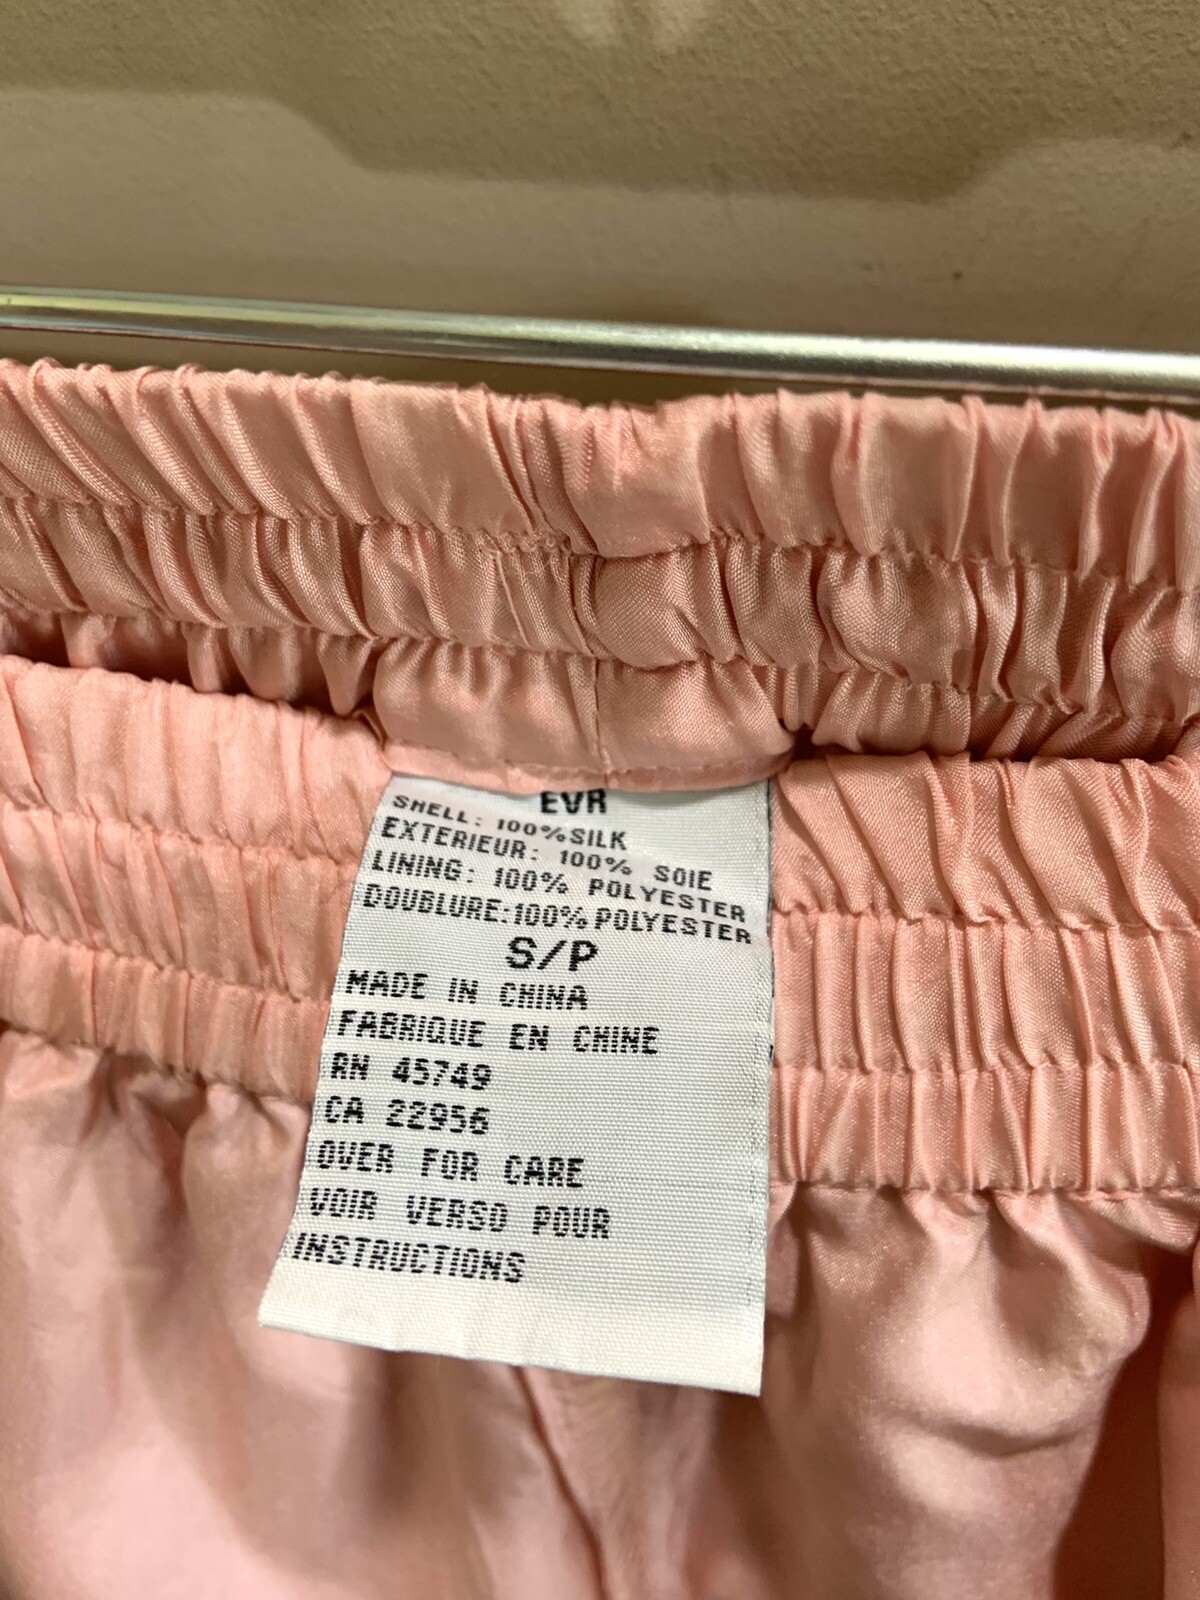 EVR
SHELL: 100%SILK
EXTERIEUR: 100% SOIE
LINING: 100% POLYESTER
DOUBLURE:100% POLYESTER
S/P
MADE IN CHINA
FABRIQUE EN CHINE
RN 45749
CA 22956
OVER FOR CARE
VOIR VERSO POUR
INSTRUCTIONS